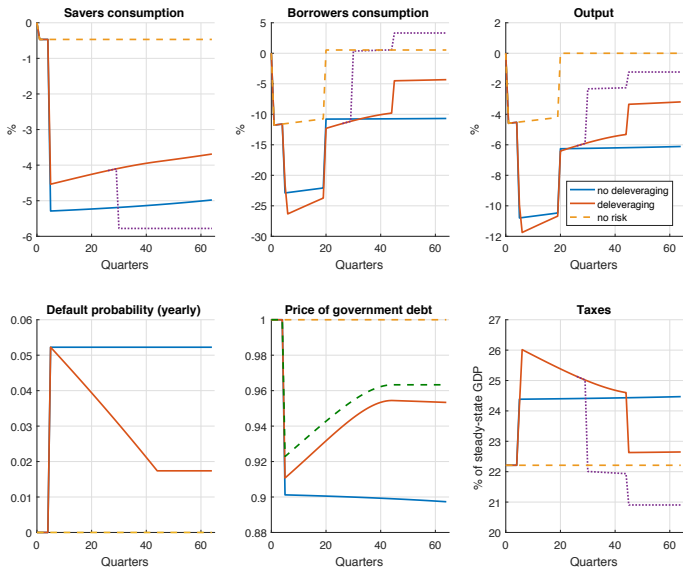 Savers consumption
0
-1
-2
-3
-4
-5
-6
%
0 20 40 60
Quarters
Borrowers consumption
5
0
-5
-10
-15
-20
-25
-30
%
0 20 40 60
Quarters
Output
2
0
-2
-4
-6
-8
-10
-12
%
no deleveraging
deleveraging
no risk
0 20 40 60
Quarters
Default probability (yearly)
0.06
0.05
0.04
0.03
0.02
0.01
0
0 20 40 60
Quarters
Price of government debt
1
0.98
0.96
0.94
0.92
0.9
0.88
0 20 40 60
Quarters
Taxes
27
26
25
24
23
22
21
20
% of steady-state GDP
0 20 40 60
Quarters